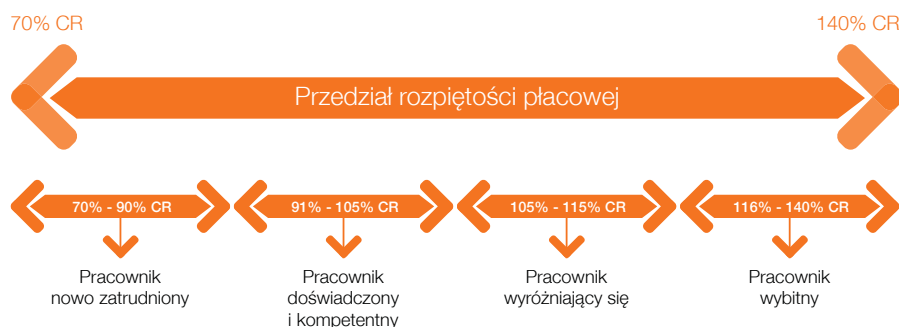 70% CR
140% CR
Przedział rozpiętości płacowej
70% - 90% CR
91% - 105% CR
105% - 115% CR
116% - 140% CR
Pracownik
nowo zatrudniony
Pracownik
doświadczony
i kompetentny
Pracownik
wyróżniający się
Pracownik
wybitny